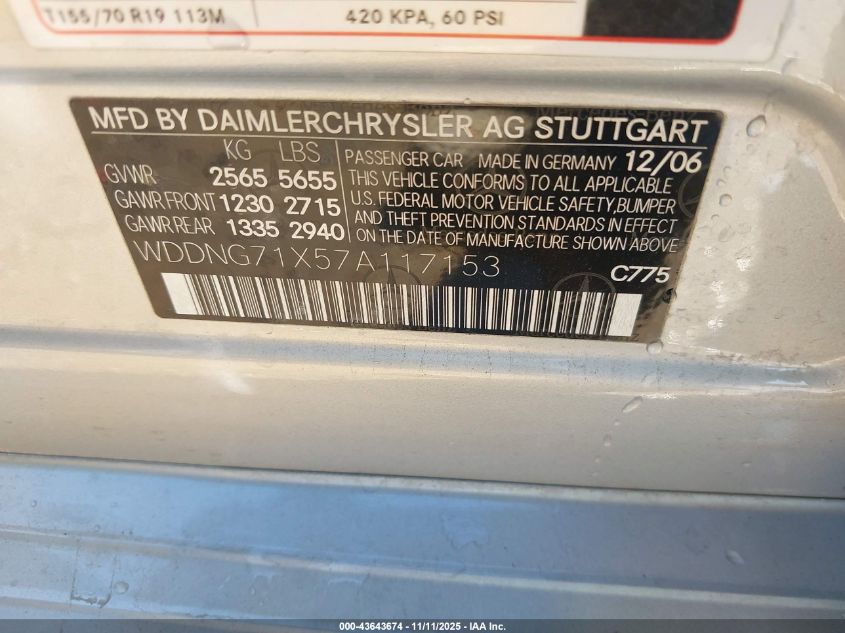 T155/70 R19 113M
420 KPA, 60 PSI
MFD BY DAIMLERCHRYSLER AG STUTTGART
KG LBS
GVWR 2565 5655
GAWR FRONT 1230 2715
GAWR REAR 1335 2940
PASSENGER CAR MADE IN GERMANY 12/06
THIS VEHICLE CONFORMS TO ALL APPLICABLE
U.S. FEDERAL MOTOR VEHICLE SAFETY,BUMPER
AND THEFT PREVENTION STANDARDS IN EFFECT
ON THE DATE OF MANUFACTURE SHOWN ABOVE
WDDNG71X57A117153
C775
000-43643674 - 11/11/2025 - IAA Inc.